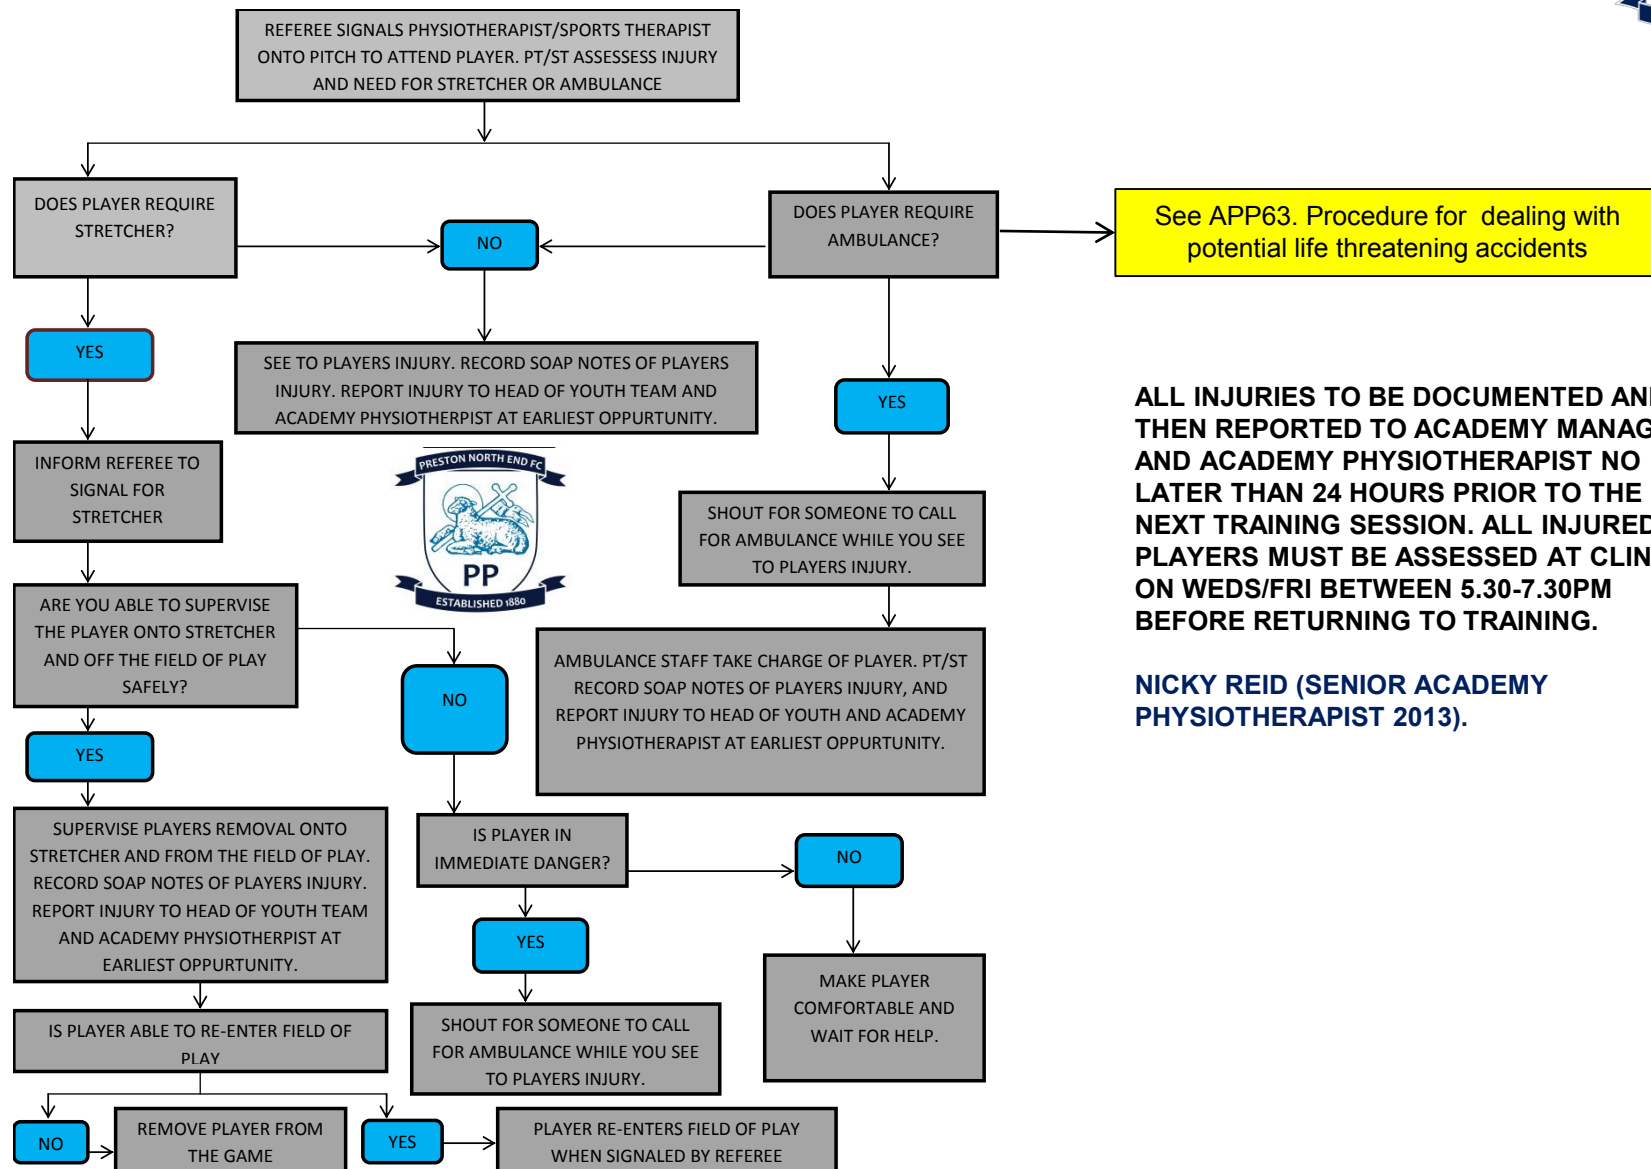 REFEREE SIGNALS PHYSIOTHERAPIST/SPORTS THERAPIST
ONTO PITCH TO ATTEND PLAYER. PT/ST ASSESSESS INJURY
AND NEED FOR STRETCHER OR AMBULANCE
DOES PLAYER REQUIRE
STRETCHER?
NO
DOES PLAYER REQUIRE
AMBULANCE?
See APP63. Procedure for dealing with
potential life threatening accidents
YES
SEE TO PLAYERS INJURY. RECORD SOAP NOTES OF PLAYERS
INJURY. REPORT INJURY TO HEAD OF YOUTH TEAM AND
ACADEMY PHYSIOTHERPIST AT EARLIEST OPPURTUNITY.
YES
ALL INJURIES TO BE DOCUMENTED AN
THEN REPORTED TO ACADEMY MANAG
AND ACADEMY PHYSIOTHERAPIST NO
LATER THAN 24 HOURS PRIOR TO THE
NEXT TRAINING SESSION. ALL INJURED
PLAYERS MUST BE ASSESSED AT CLIN
ON WEDS/FRI BETWEEN 5.30-7.30PM
BEFORE RETURNING TO TRAINING.
NICKY REID (SENIOR ACADEMY
PHYSIOTHERAPIST 2013).
INFORM REFEREE TO
SIGNAL FOR
STRETCHER
PRESTON NORTH END FC
PP
ESTABLISHED 1880
SHOUT FOR SOMEONE TO CALL
FOR AMBULANCE WHILE YOU SEE
TO PLAYERS INJURY.
ARE YOU ABLE TO SUPERVISE
THE PLAYER ONTO STRETCHER
AND OFF THE FIELD OF PLAY
SAFELY?
NO
AMBULANCE STAFF TAKE CHARGE OF PLAYER. PT/ST
RECORD SOAP NOTES OF PLAYERS INJURY, AND
REPORT INJURY TO HEAD OF YOUTH AND ACADEMY
PHYSIOTHERAPIST AT EARLIEST OPPURTUNITY.
YES
SUPERVISE PLAYERS REMOVAL ONTO
STRETCHER AND FROM THE FIELD OF PLAY.
RECORD SOAP NOTES OF PLAYERS INJURY.
REPORT INJURY TO HEAD OF YOUTH TEAM
AND ACADEMY PHYSIOTHERPIST AT
EARLIEST OPPURTUNITY.
IS PLAYER IN
IMMEDIATE DANGER?
NO
YES
MAKE PLAYER
COMFORTABLE AND
WAIT FOR HELP.
IS PLAYER ABLE TO RE-ENTER FIELD OF
PLAY
SHOUT FOR SOMEONE TO CALL
FOR AMBULANCE WHILE YOU SEE
TO PLAYERS INJURY.
NO
REMOVE PLAYER FROM
THE GAME
YES
PLAYER RE-ENTERS FIELD OF PLAY
WHEN SIGNALED BY REFEREE